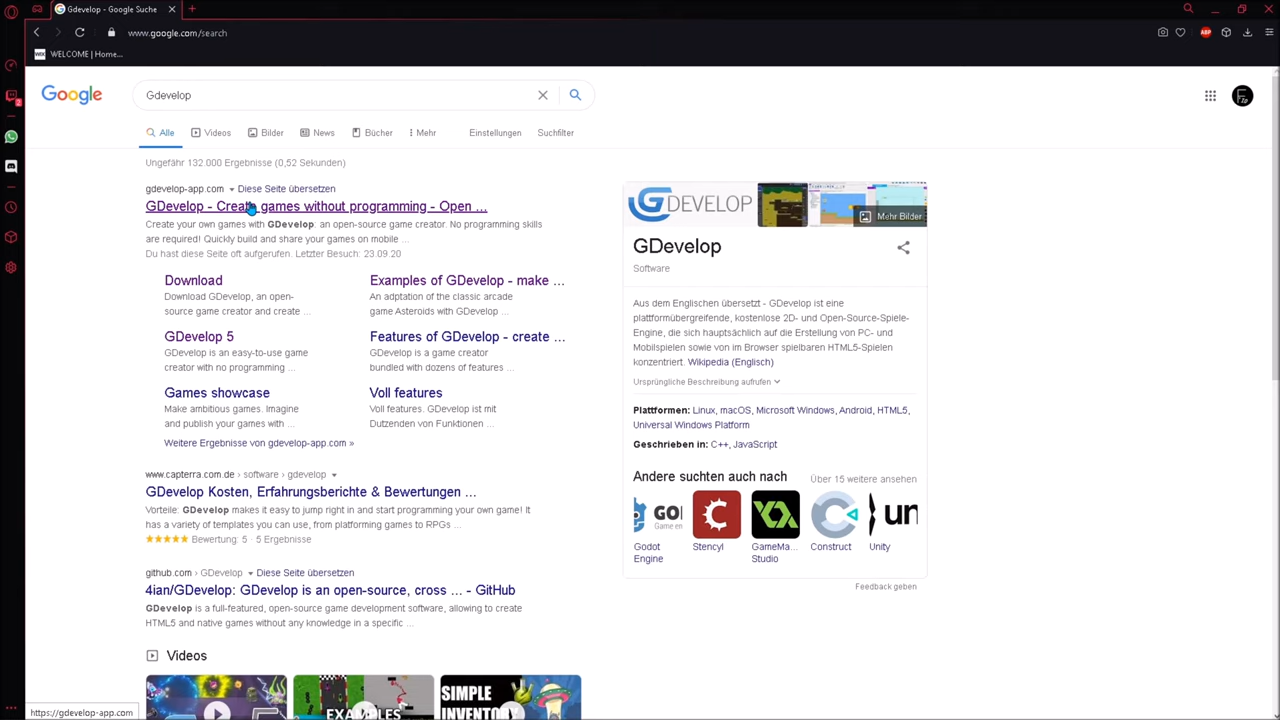 Gdevelop - Google Suche
www.google.com/search
ABP
WIX WELCOME | Home...
2
Google
Gdevelop
Zip
Alle Videos Bilder News Bücher Mehr Einstellungen Suchfilter
Ungefähr 132.000 Ergebnisse (0,52 Sekunden)
gdevelop-app.com ▾ Diese Seite übersetzen
GDevelop - Create games without programming - Open ...
Create your own games with GDevelop: an open-source game creator. No programming skills
are required! Quickly build and share your games on mobile ...
Du hast diese Seite oft aufgerufen. Letzter Besuch: 23.09.20
Download
Download GDevelop, an open-
source game creator and create ...
Examples of GDevelop - make ...
An adptation of the classic arcade
game Asteroids with GDevelop ...
GDevelop 5
GDevelop is an easy-to-use game
creator with no programming ...
Features of GDevelop - create ...
GDevelop is a game creator
bundled with dozens of features ...
Games showcase
Make ambitious games. Imagine
and publish your games with ...
Voll features
Voll features. GDevelop ist mit
Dutzenden von Funktionen ...
Weitere Ergebnisse von gdevelop-app.com »
www.capterra.com.de › software › gdevelop ▾
GDevelop Kosten, Erfahrungsberichte & Bewertungen ...
Vorteile: GDevelop makes it easy to jump right in and start programming your own game! It
has a variety of templates you can use, from platforming games to RPGs ...
★★★★★ Bewertung: 5 · 5 Ergebnisse
github.com › GDevelop ▾ Diese Seite übersetzen
4ian/GDevelop: GDevelop is an open-source, cross ... - GitHub
GDevelop is a full-featured, open-source game development software, allowing to create
HTML5 and native games without any knowledge in a specific ...
Videos
EXAMPLES
SIMPLE
INVENTORY
GDEVELOP
Mehr Bilder
GDevelop
Software
Aus dem Englischen übersetzt - GDevelop ist eine
plattformübergreifende, kostenlose 2D- und Open-Source-Spiele-
Engine, die sich hauptsächlich auf die Erstellung von PC- und
Mobilspielen sowie von im Browser spielbaren HTML5-Spielen
konzentriert. Wikipedia (Englisch)
Ursprüngliche Beschreibung aufrufen
Plattformen: Linux, macOS, Microsoft Windows, Android, HTML5,
Universal Windows Platform
Geschrieben in: C++, JavaScript
Andere suchten auch nach Über 15 weitere ansehen
GO
Game en
un
Godot
Engine
Stencyl
GameMa...
Studio
Construct
Unity
Feedback geben
https://gdevelop-app.com